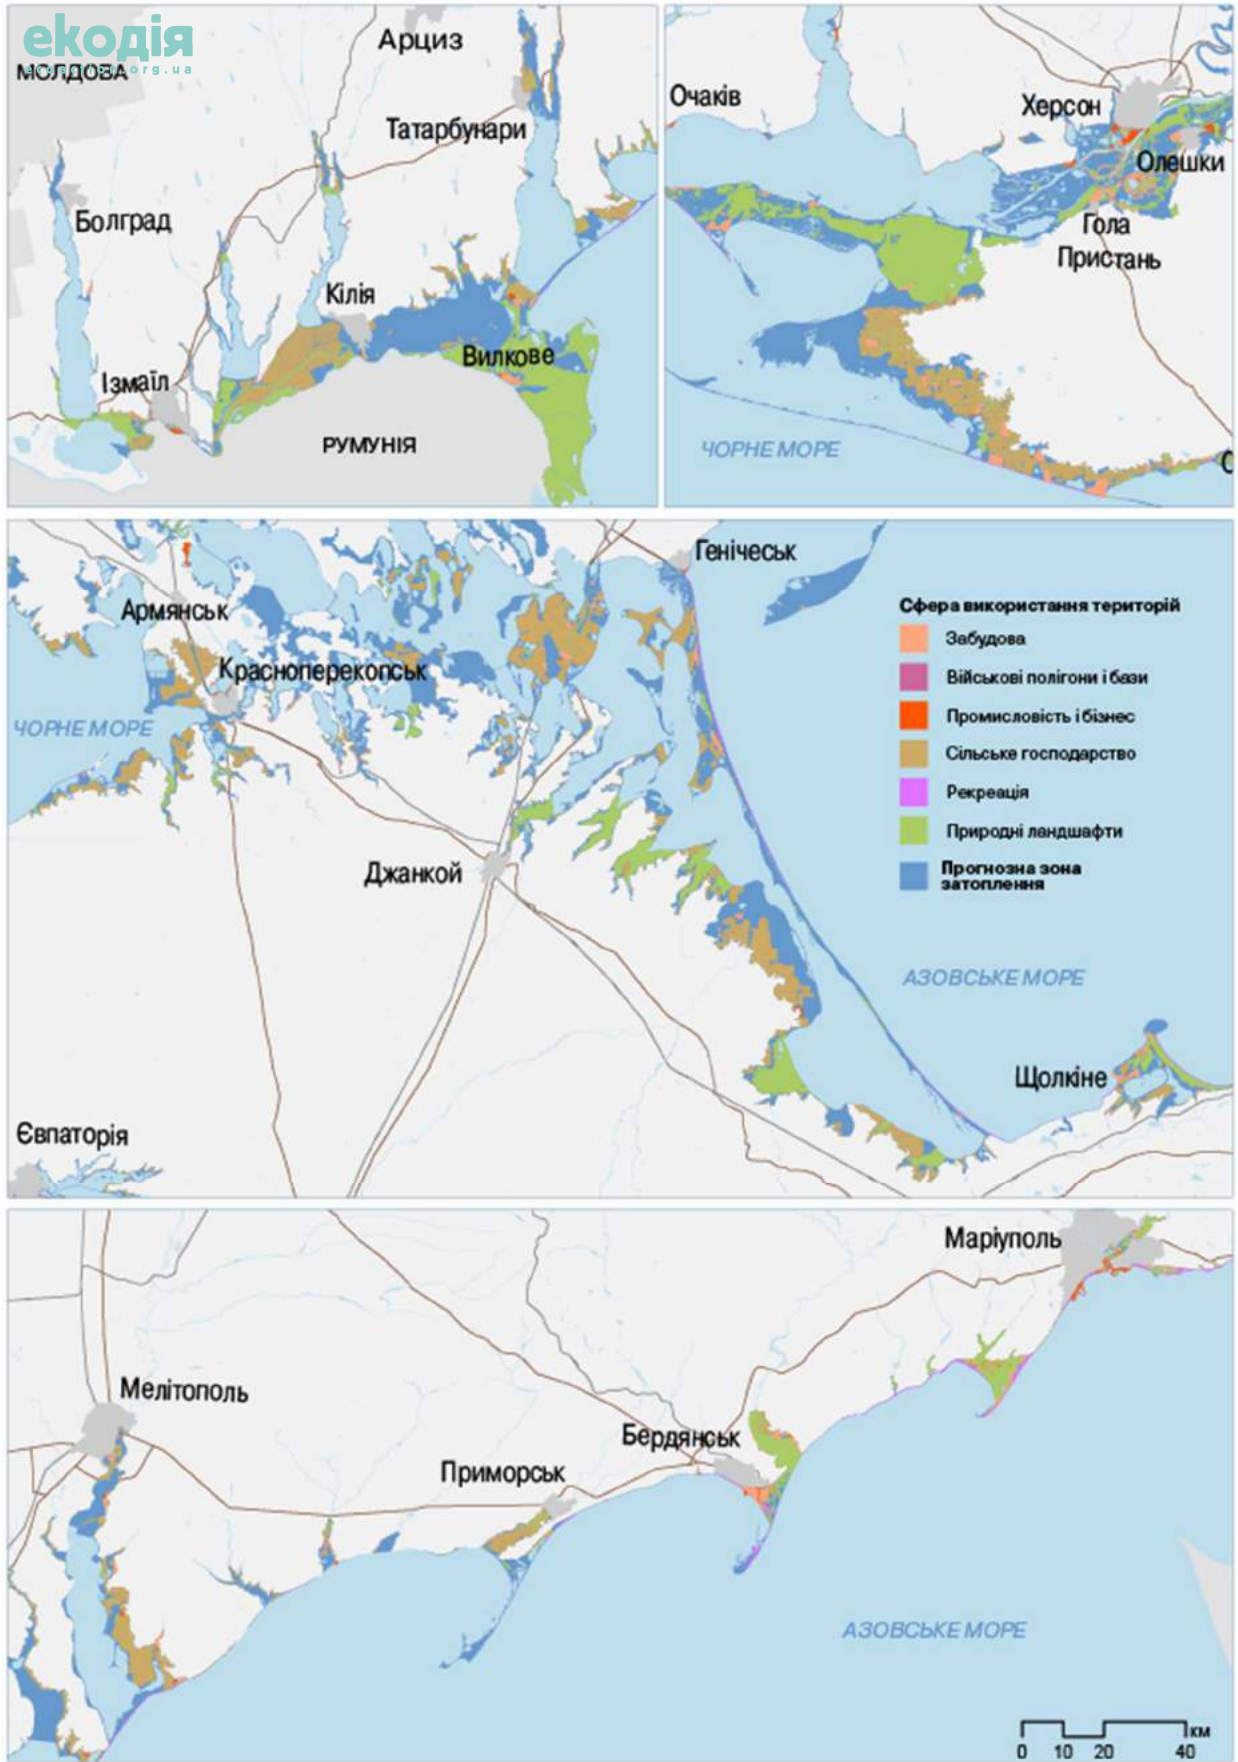 екодія
ecoaction.org.ua
МОЛДОВА
Арциз
Татарбунари
Болград
Кілія
Ізмаїл
Вилкове
РУМУНІЯ
Очаків
Херсон
Олешки
Гола
Пристань
ЧОРНЕ МОРЕ
Генічеськ
Армянськ
Красноперекопськ
ЧОРНЕ МОРЕ
Джанкой
Сфера використання територій
Забудова
Військові полігони і бази
Промисловість і бізнес
Сільське господарство
Рекреація
Природні ландшафти
Прогнозна зона
затоплення
АЗОВСЬКЕ МОРЕ
Щолкіне
Євпаторія
Маріуполь
Мелітополь
Бердянськ
Приморськ
АЗОВСЬКЕ МОРЕ
км
0 10 20 40